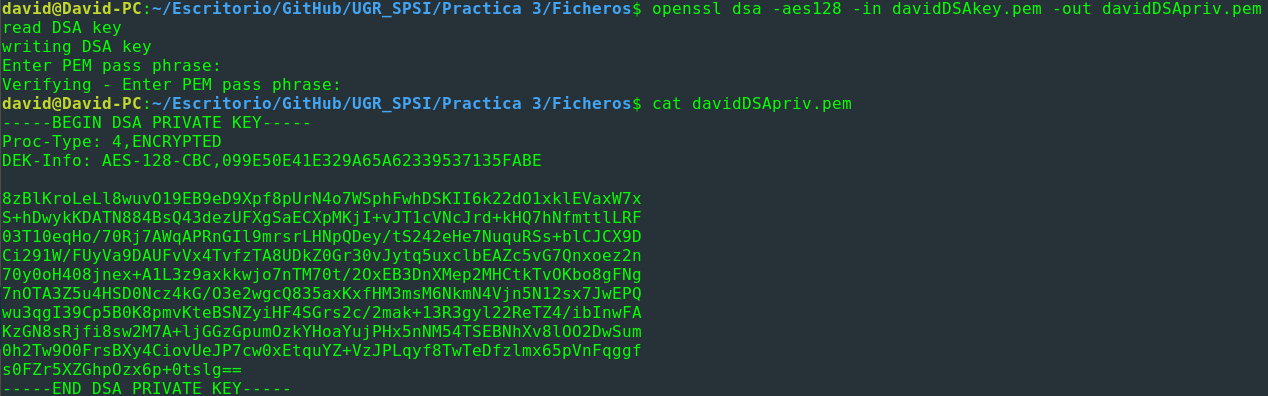 david@David-PC:~/Escritorio/GitHub/UGR_SPSI/Practica 3/Ficheros$ openssl dsa -aes128 -in davidDSAkey.pem -out davidDSApriv.pem
read DSA key
writing DSA key
Enter PEM pass phrase:
Verifying - Enter PEM pass phrase:
david@David-PC:~/Escritorio/GitHub/UGR_SPSI/Practica 3/Ficheros$ cat davidDSApriv.pem
-----BEGIN DSA PRIVATE KEY-----
Proc-Type: 4,ENCRYPTED
DEK-Info: AES-128-CBC,099E50E41E329A65A62339537135FABE

8zBlKroLeLl8wuvO19EB9eD9Xpf8pUrN4o7WSphFwhDSKII6k22dO1xklEVaxW7x
S+hDwykKDATN884BsQ43dezUFXgSaECXpMKjI+vJT1cVNcJrd+kHQ7hNfmttlLRF
03T10eqHo/70Rj7AWqAPRnGIl9mrsrLHNpQDey/tS242eHe7NuquRSs+blCJCX9D
Ci291W/FUyVa9DAUFvVx4TvfzTA8UDkZ0Gr30vJytq5uxclbEAZc5vG7Qnxoez2n
70y0oH408jnex+A1L3z9axkkwjo7nTM70t/2OxEB3DnXMep2MHCtkTvOKbo8gFNg
7nOTA3Z5u4HSD0Ncz4kG/O3e2wgcQ835axKxfHM3msM6NkmN4Vjn5N12sx7JwEPQ
wu3qgI39Cp5B0K8pmvKteBSNZyiHF4SGrs2c/2mak+13R3gyl22ReTZ4/ibInwFA
KzGN8sRjfi8sw2M7A+ljGGzGpumOzkYHoaYujPHx5nNM54TSEBNhXv8lOO2DwSum
0h2Tw9O0FrsBXy4CiovUeJP7cw0xEtquYZ+VzJPLqyf8TwTeDfzlmx65pVnFqggf
s0FZr5XZGhpOzx6p+0tslg==
-----END DSA PRIVATE KEY-----